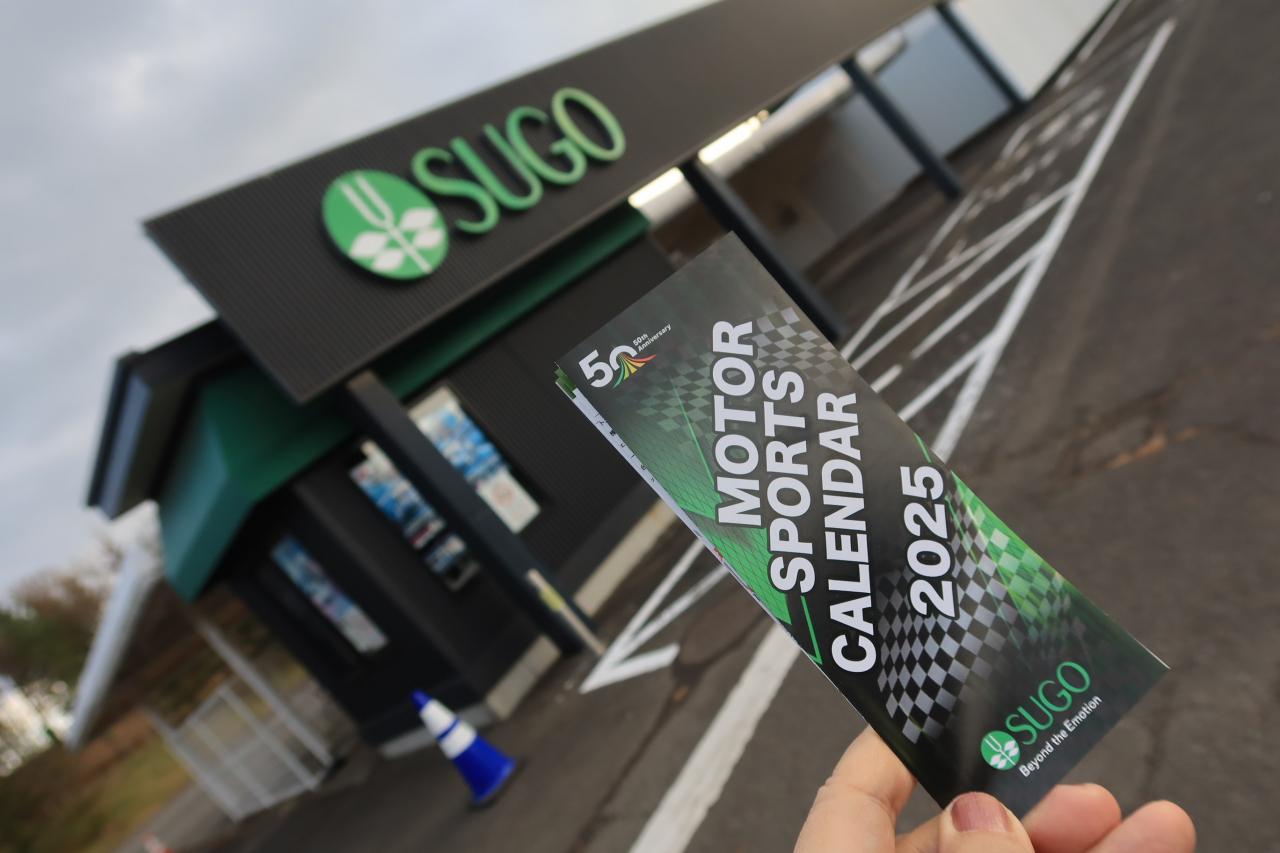 SUGO
50
50th
Anniversary
MOTOR
SPORTS
CALENDAR
2025
SUGO
Beyond the Emotion